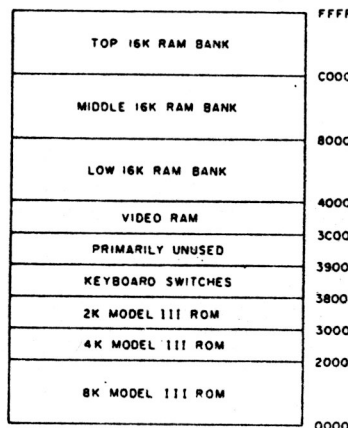 FFFF
TOP 16K RAM BANK
C000
MIDDLE 16K RAM BANK
8000
LOW 16K RAM BANK
4000
VIDEO RAM
3C00
PRIMARILY UNUSED
3900
KEYBOARD SWITCHES
3800
2K MODEL III ROM
3000
4K MODEL III ROM
2000
8K MODEL III ROM
0000